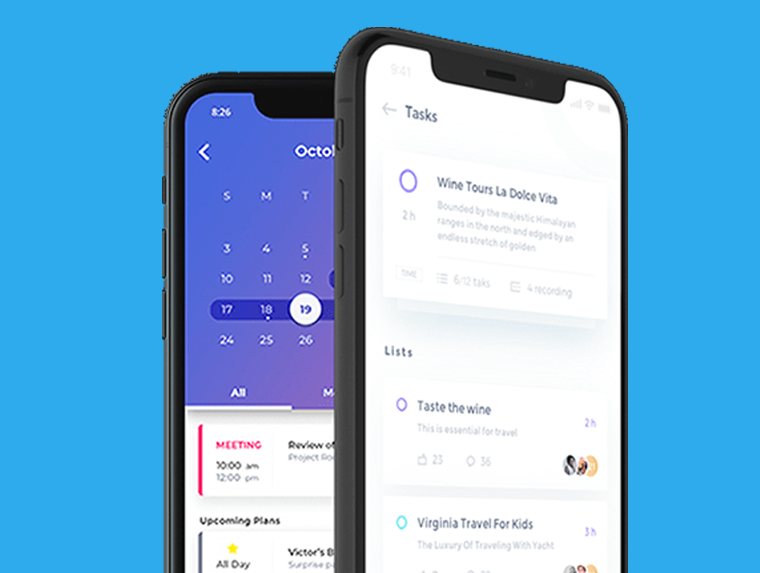 8:26
Octo
S M T
3 4 5
10 11 12
17 18 19
24 25 26
All
MEETING
10:00 am
12:00 pm
Review of
Project Roo
Upcoming Plans
All Day
Victor's B
Surprise pa
9:41
Tasks
Wine Tours La Dolce Vita
2 h
Bounded by the majestic Himalayan
ranges in the north and edged by an
endless stretch of golden
TIME
6/12 taks
4 recording
Lists
Taste the wine
2 h
This is essential for travel
23 36
Virginia Travel For Kids
3 h
The Luxury Of Traveling With Yacht